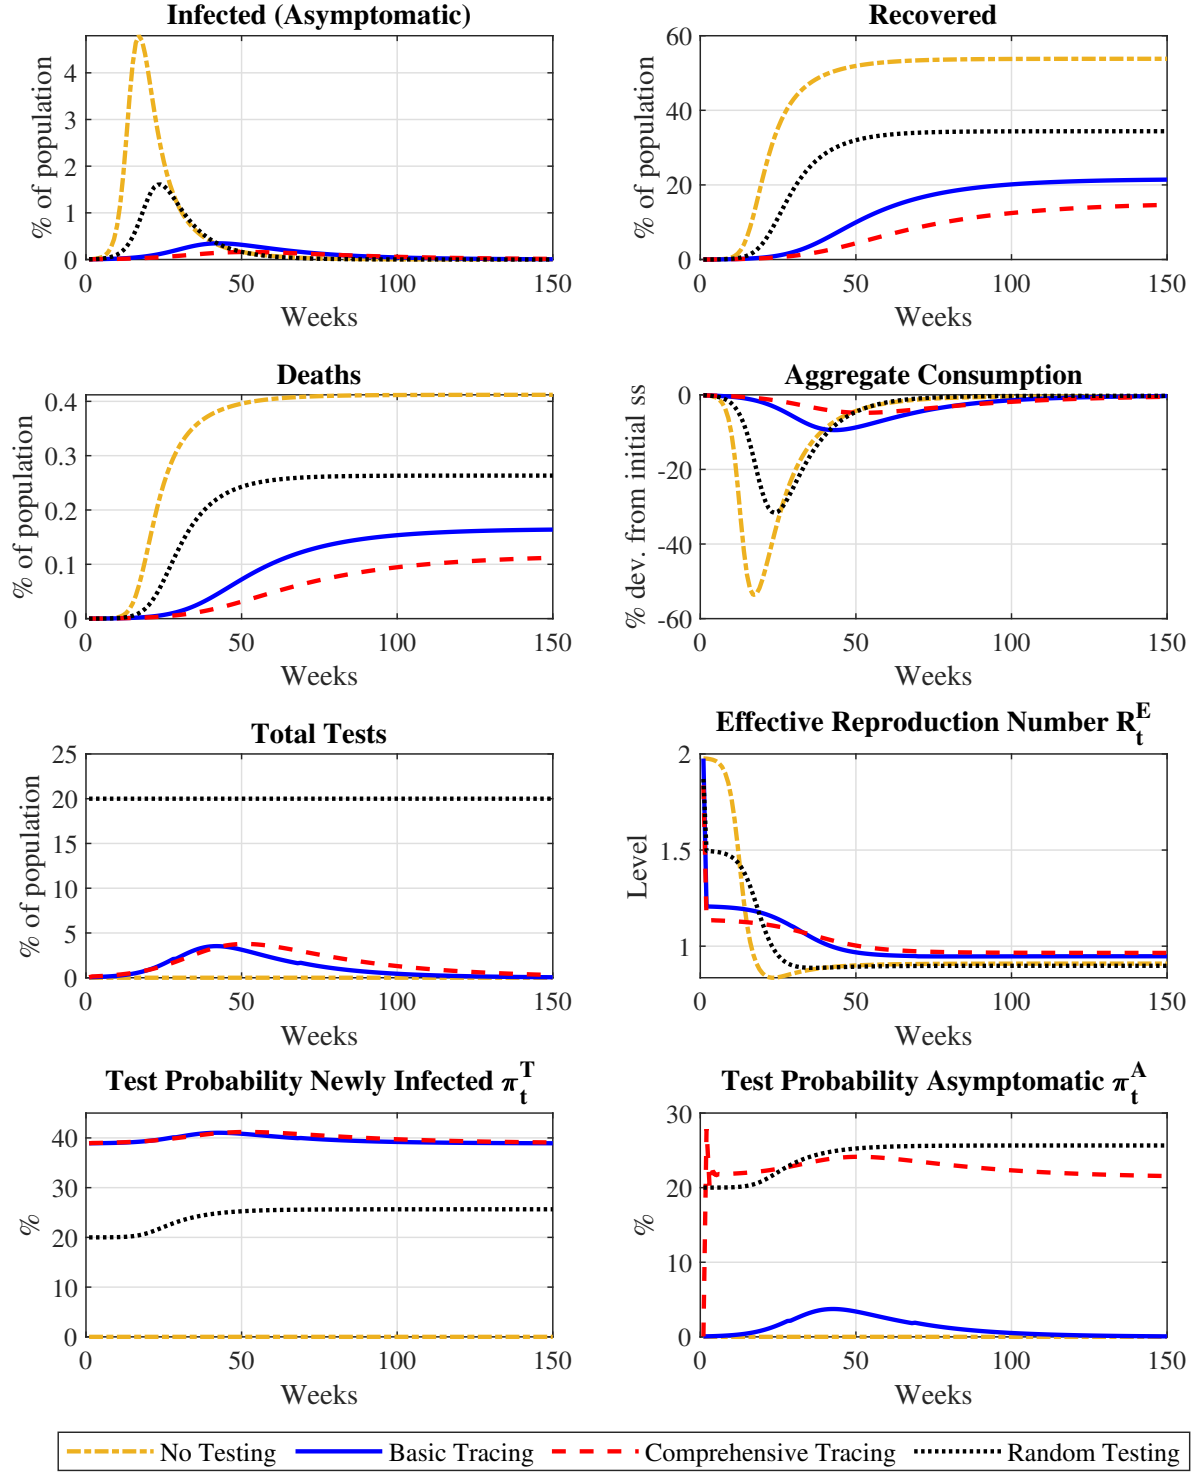 Infected (Asymptomatic)
% of population
4
3
2
1
0
0 50 100 150
Weeks
Recovered
% of population
60
40
20
0
0 50 100 150
Weeks
Deaths
% of population
0.4
0.3
0.2
0.1
0
0 50 100 150
Weeks
Aggregate Consumption
% dev. from initial ss
0
-20
-40
-60
0 50 100 150
Weeks
Total Tests
% of population
25
20
15
10
5
0
0 50 100 150
Weeks
Effective Reproduction Number R_t^E
Level
2
1.5
1
0 50 100 150
Weeks
Test Probability Newly Infected π_t^T
%
40
30
20
10
0
0 50 100 150
Weeks
Test Probability Asymptomatic π_t^A
%
30
20
10
0
0 50 100 150
Weeks
No Testing Basic Tracing Comprehensive Tracing Random Testing